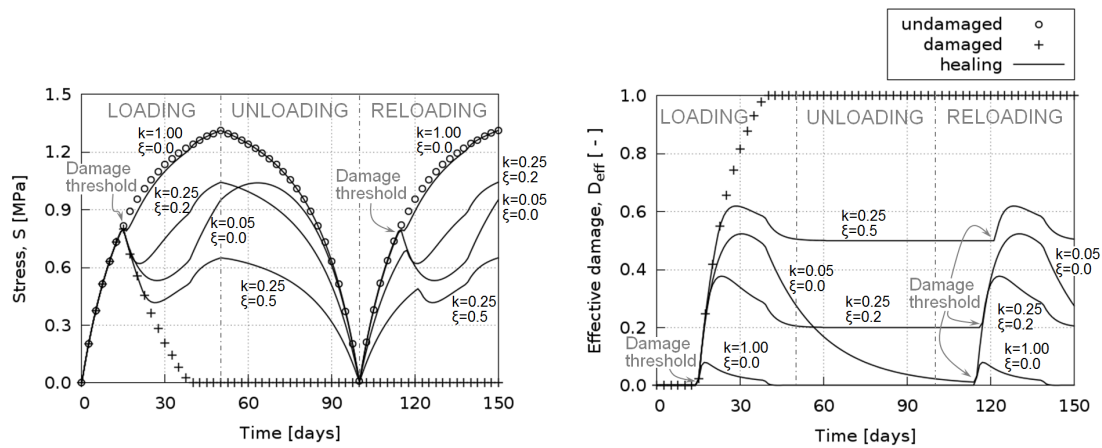 undamaged
damaged
healing
1.5
1.2
0.9
0.6
0.3
0.0
Stress, S [MPa]
LOADING
UNLOADING
RELOADING
k=1.00
ξ=0.0
k=1.00
ξ=0.0
Damage
threshold
Damage
threshold
k=0.25
ξ=0.2
k=0.25
ξ=0.2
k=0.05
ξ=0.0
k=0.05
ξ=0.0
k=0.25
ξ=0.5
k=0.25
ξ=0.5
0 30 60 90 120 150
Time [days]
1.0
0.8
0.6
0.4
0.2
0.0
Effective damage, Deff [ - ]
LOADING
UNLOADING
RELOADING
k=0.25
ξ=0.5
k=0.05
ξ=0.0
k=0.05
ξ=0.0
Damage
threshold
k=0.25
ξ=0.2
k=0.25
ξ=0.2
Damage
threshold
k=1.00
ξ=0.0
k=1.00
ξ=0.0
0 30 60 90 120 150
Time [days]